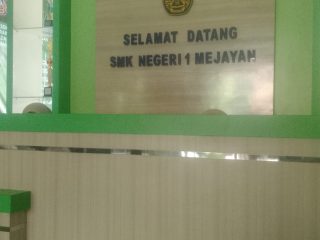 SELAMAT DATANG
SMK NEGERI 1 MEJAYAN